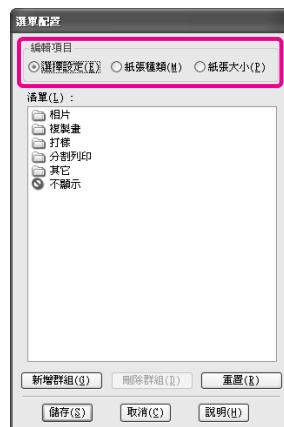 選單配置
編輯項目
選擇設定(E) 紙張種類(M) 紙張大小(P)
清單(L) :
相片
複製畫
打樣
分割列印
其它
不顯示
新增群組(G) 刪除群組(D) 重置(R)
儲存(S) 取消(C) 說明(H)